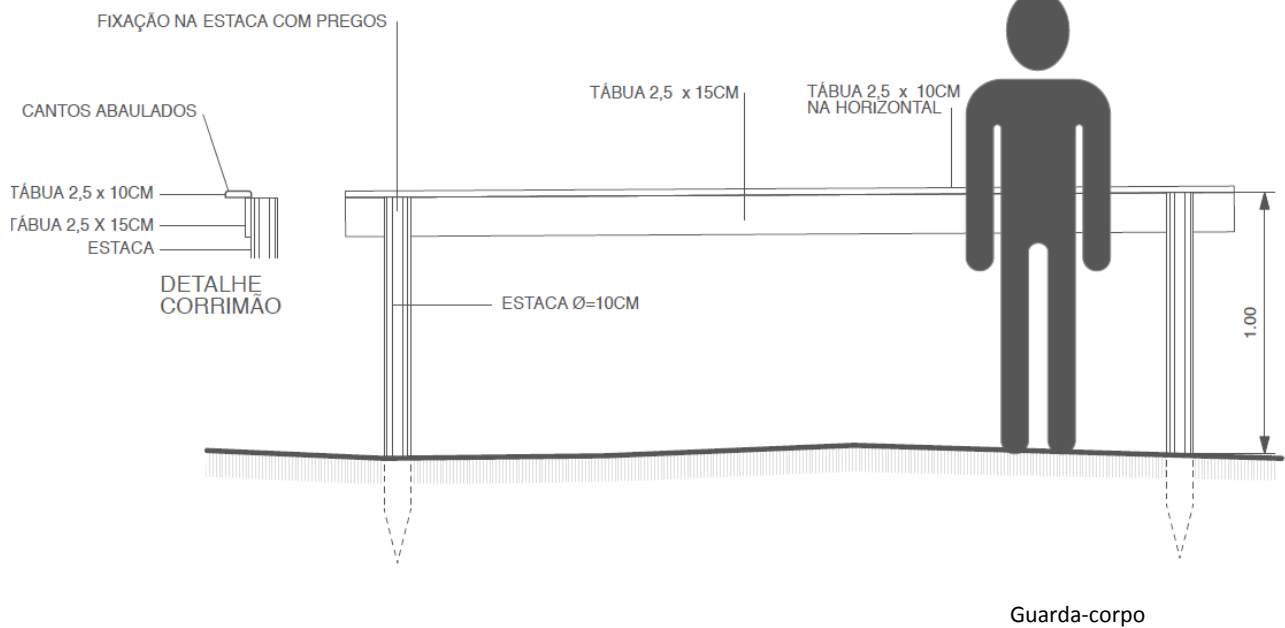 FIXAÇÃO NA ESTACA COM PREGOS
TÁBUA 2,5 x 15CM
TÁBUA 2,5 x 10CM
NA HORIZONTAL
CANTOS ABAULADOS
TÁBUA 2,5 x 10CM
TÁBUA 2,5 X 15CM
ESTACA
DETALHE
CORRIMÃO
ESTACA Ø=10CM
1.00
Guarda-corpo